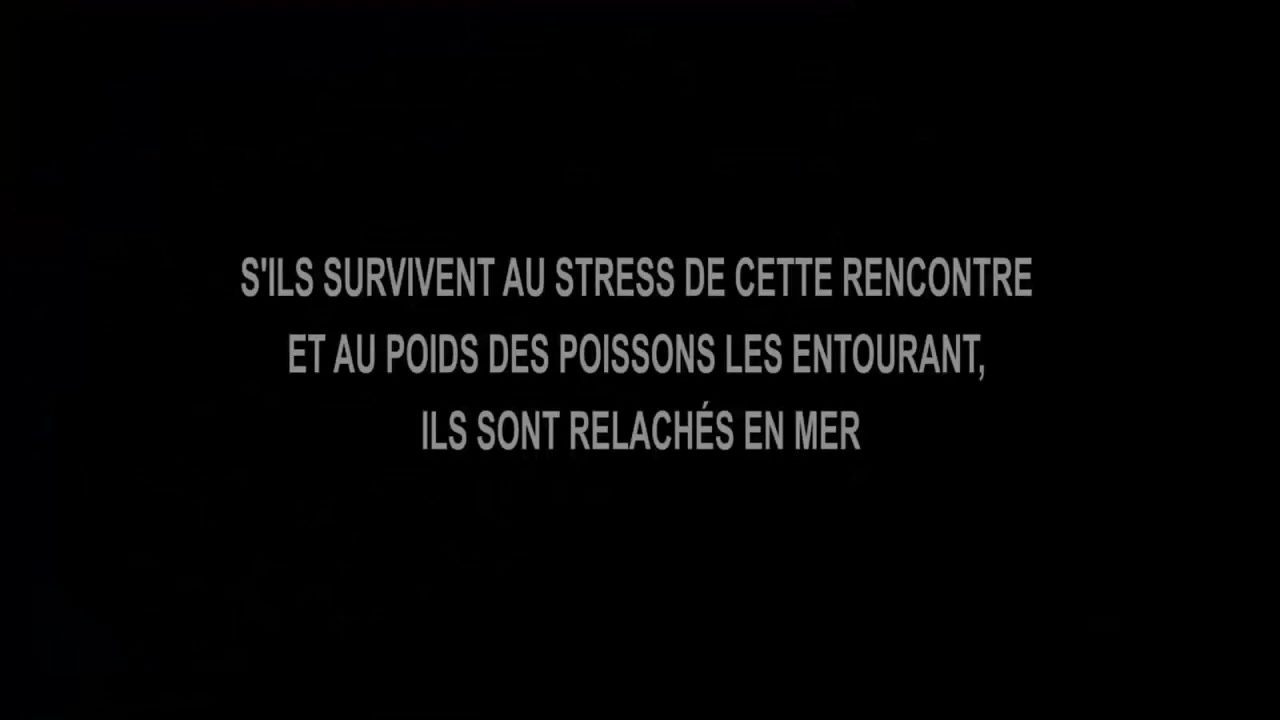 S'ILS SURVIVENT AU STRESS DE CETTE RENCONTRE
ET AU POIDS DES POISSONS LES ENTOURANT,
ILS SONT RELACHÉS EN MER